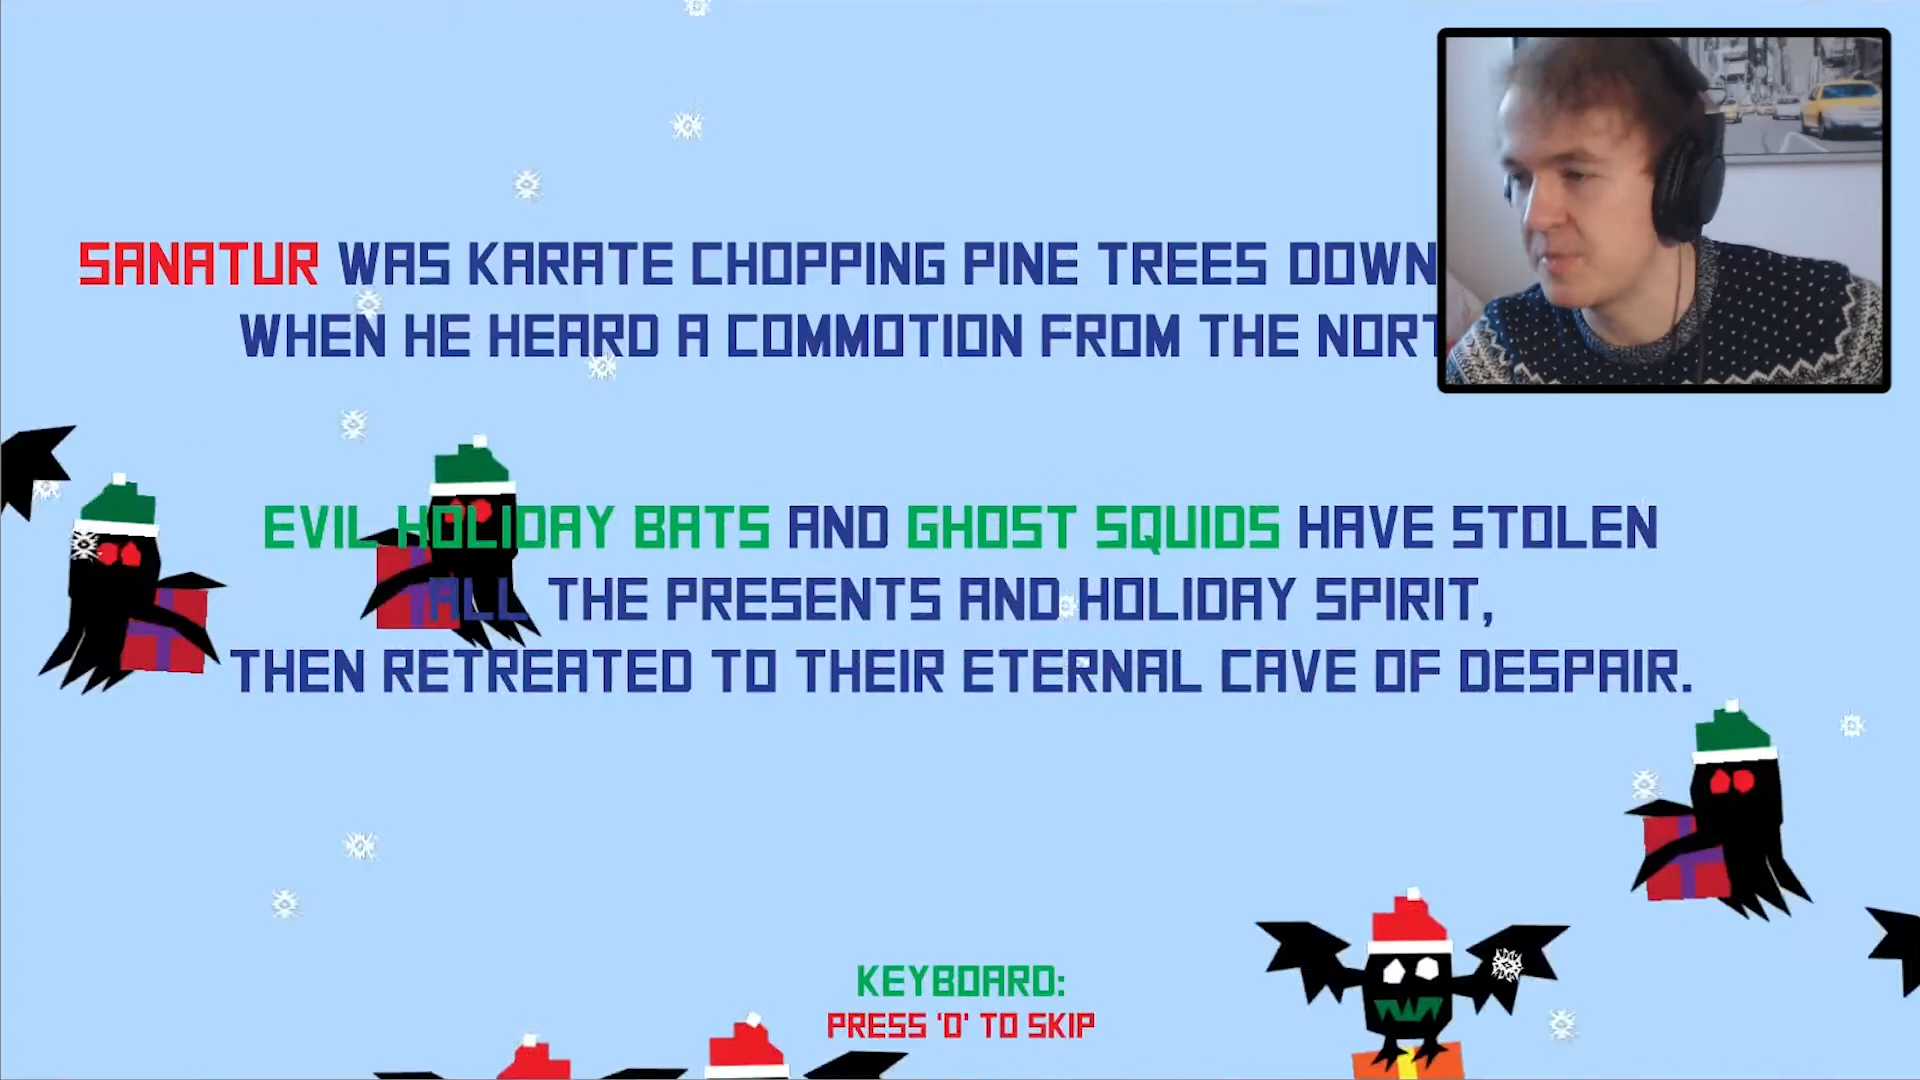 SANATUR WAS KARATE CHOPPING PINE TREES DOWN
WHEN HE HEARD A COMMOTION FROM THE
EVIL HOLIDAY BATS AND GHOST SQUIDS HAVE STOLEN
ALL THE PRESENTS AND HOLIDAY SPIRIT,
THEN RETREATED TO THEIR ETERNAL CAVE OF DESPAIR.
KEYBOARD:
PRESS 'O' TO SKIP